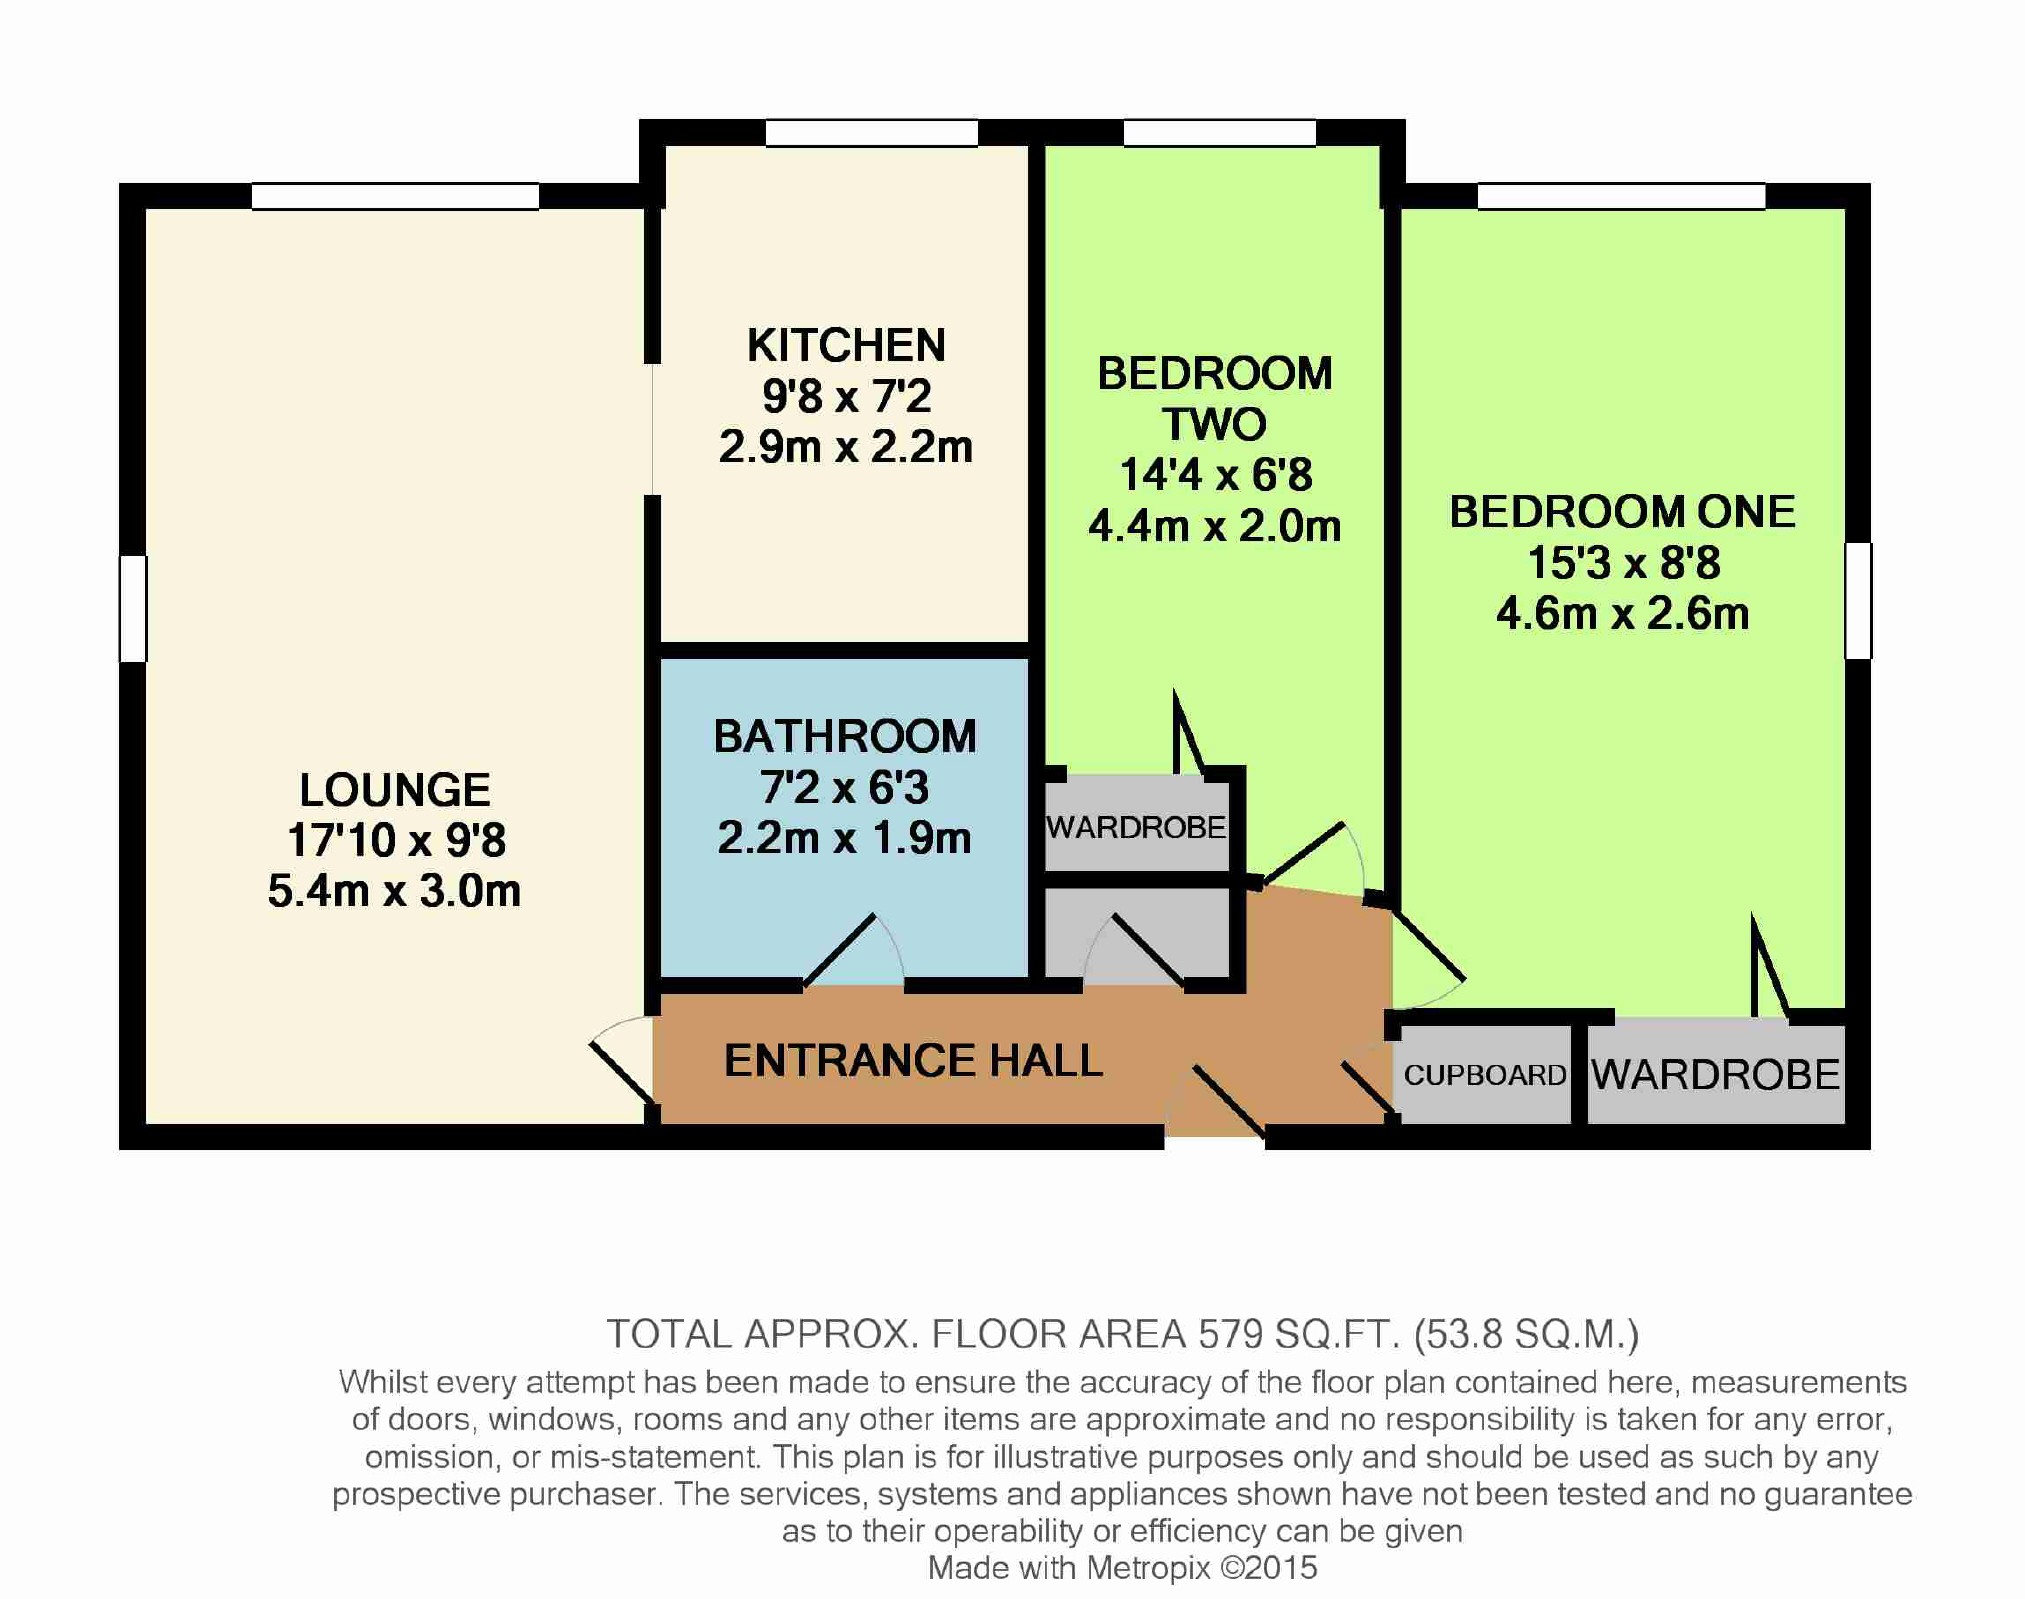 KITCHEN
9'8 x 7'2
2.9m x 2.2m
BEDROOM
TWO
14'4 x 6'8
4.4m x 2.0m
BEDROOM ONE
15'3 x 8'8
4.6m x 2.6m
LOUNGE
17'10 x 9'8
5.4m x 3.0m
BATHROOM
7'2 x 6'3
2.2m x 1.9m
WARDROBE
ENTRANCE HALL
CUPBOARD
WARDROBE
TOTAL APPROX. FLOOR AREA 579 SQ.FT. (53.8 SQ.M.)
Whilst every attempt has been made to ensure the accuracy of the floor plan contained here, measurements
of doors, windows, rooms and any other items are approximate and no responsibility is taken for any error,
omission, or mis-statement. This plan is for illustrative purposes only and should be used as such by any
prospective purchaser. The services, systems and appliances shown have not been tested and no guarantee
as to their operability or efficiency can be given
Made with Metropix ©2015